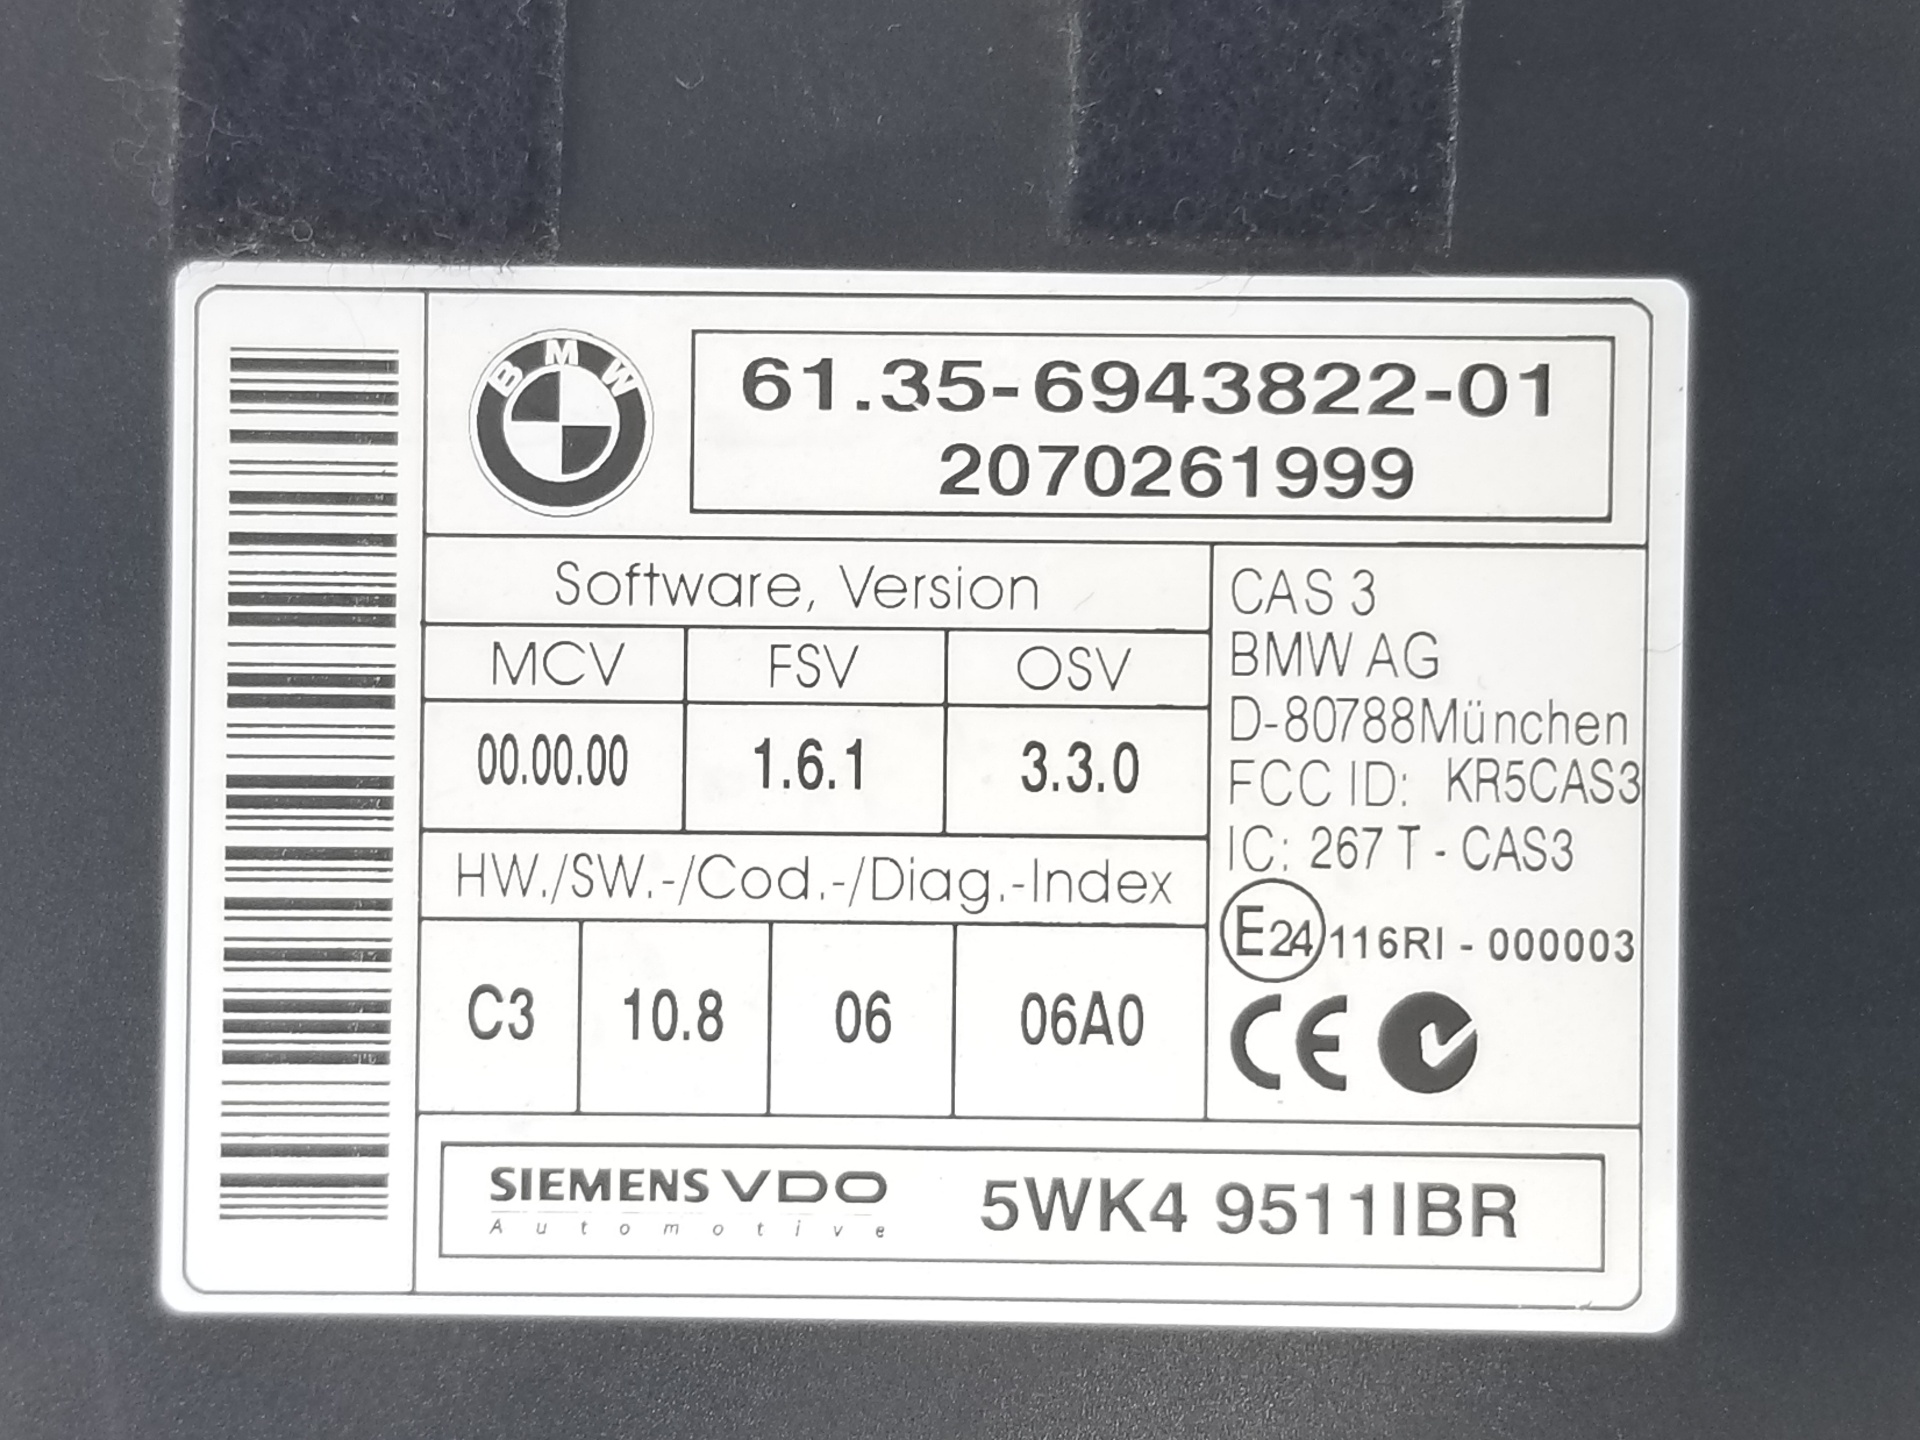 BMW
61.35-6943822-01
2070261999
Software, Version
MCV FSV OSV
00.00.00 1.6.1 3.3.0
HW./SW.-/Cod.-/Diag.-Index
C3 10.8 06 06A0
CAS 3
BMW AG
D-80788München
FCC ID: KR5CAS3
IC: 267 T - CAS3
E24 116RI - 000003
CE
SIEMENS VDO
Automotive
5WK4 9511IBR